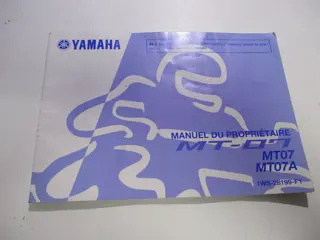 YAMAHA
MANUEL DU PROPRIÉTAIRE
MT-07
MT07
MT07A
1WS-28199-F1